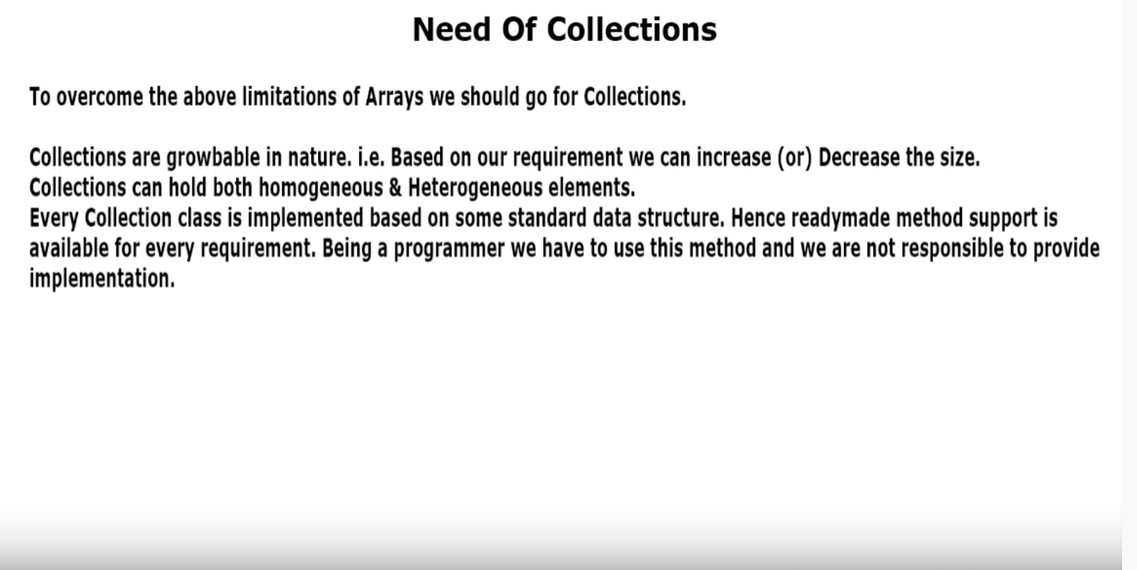 Need Of Collections
To overcome the above limitations of Arrays we should go for Collections.
Collections are growbable in nature. i.e. Based on our requirement we can increase (or) Decrease the size.
Collections can hold both homogeneous & Heterogeneous elements.
Every Collection class is implemented based on some standard data structure. Hence readymade method support is
available for every requirement. Being a programmer we have to use this method and we are not responsible to provide
implementation.